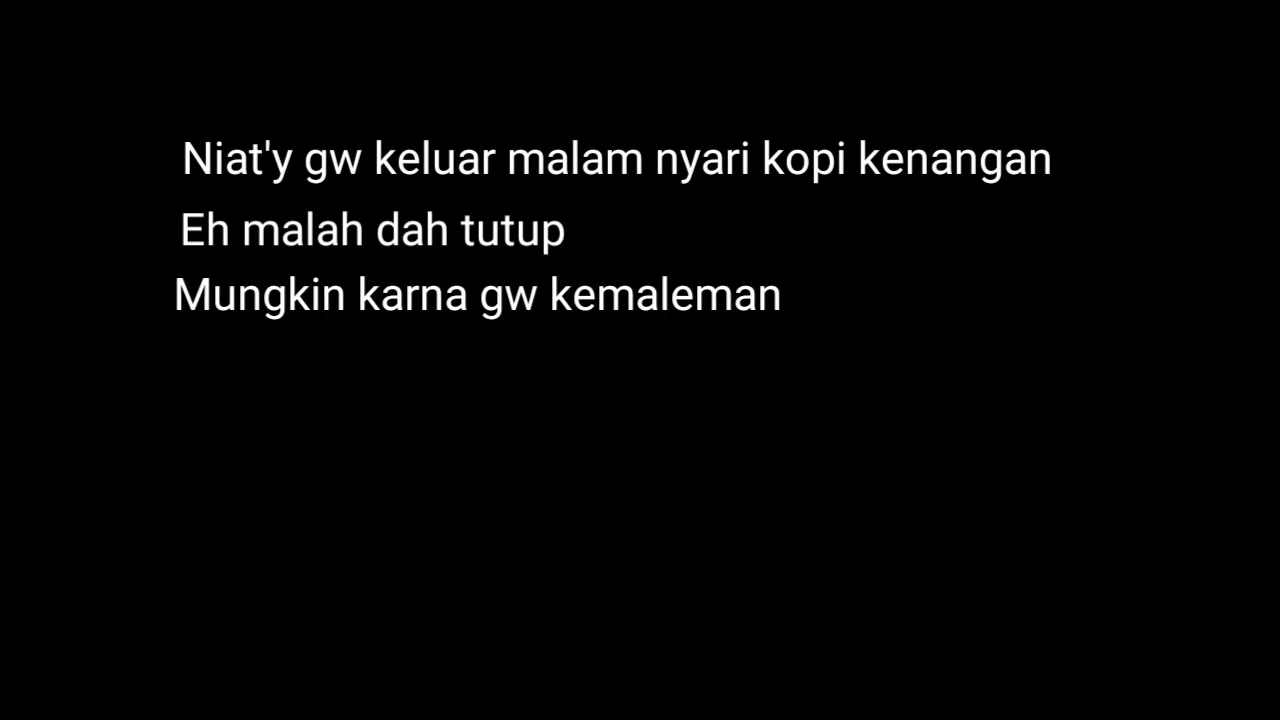 Niat'y gw keluar malam nyari kopi kenangan
Eh malah dah tutup
Mungkin karna gw kemaleman